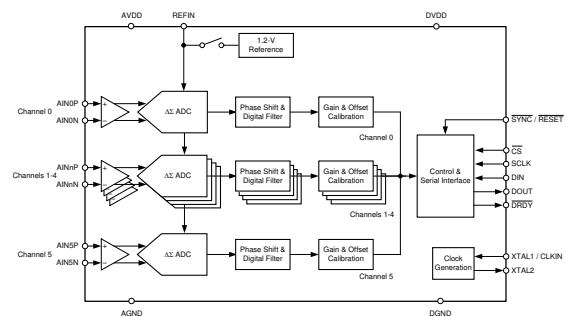 AVDD
REFIN
DVDD
1.2-V
Reference
Channel 0
AIN0P
AIN0N
+
−
ΔΣ ADC
Phase Shift &
Digital Filter
Gain & Offset
Calibration
Channel 0
SYNC / RESET
Channels 1-4
AINnP
AINnN
+
−
ΔΣ ADC
Phase Shift &
Digital Filter
Gain & Offset
Calibration
Channels 1-4
Control &
Serial Interface
CS
SCLK
DIN
DOUT
DRDY
Channel 5
AIN5P
AIN5N
+
−
ΔΣ ADC
Phase Shift &
Digital Filter
Gain & Offset
Calibration
Channel 5
Clock
Generation
XTAL1 / CLKIN
XTAL2
AGND
DGND